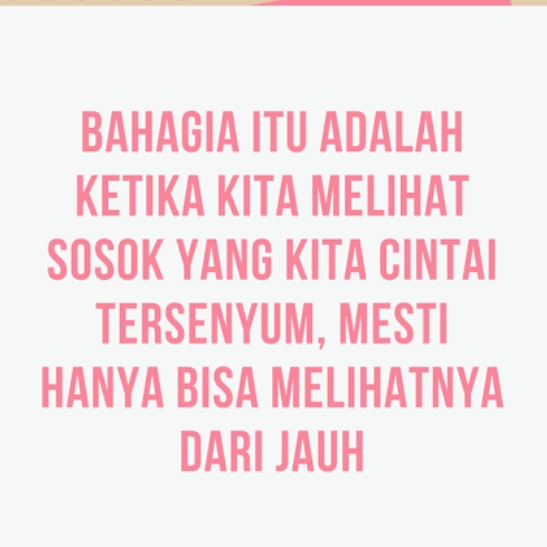 BAHAGIA ITU ADALAH
KETIKA KITA MELIHAT
SOSOK YANG KITA CINTAI
TERSENYUM, MESTI
HANYA BISA MELIHATNYA
DARI JAUH